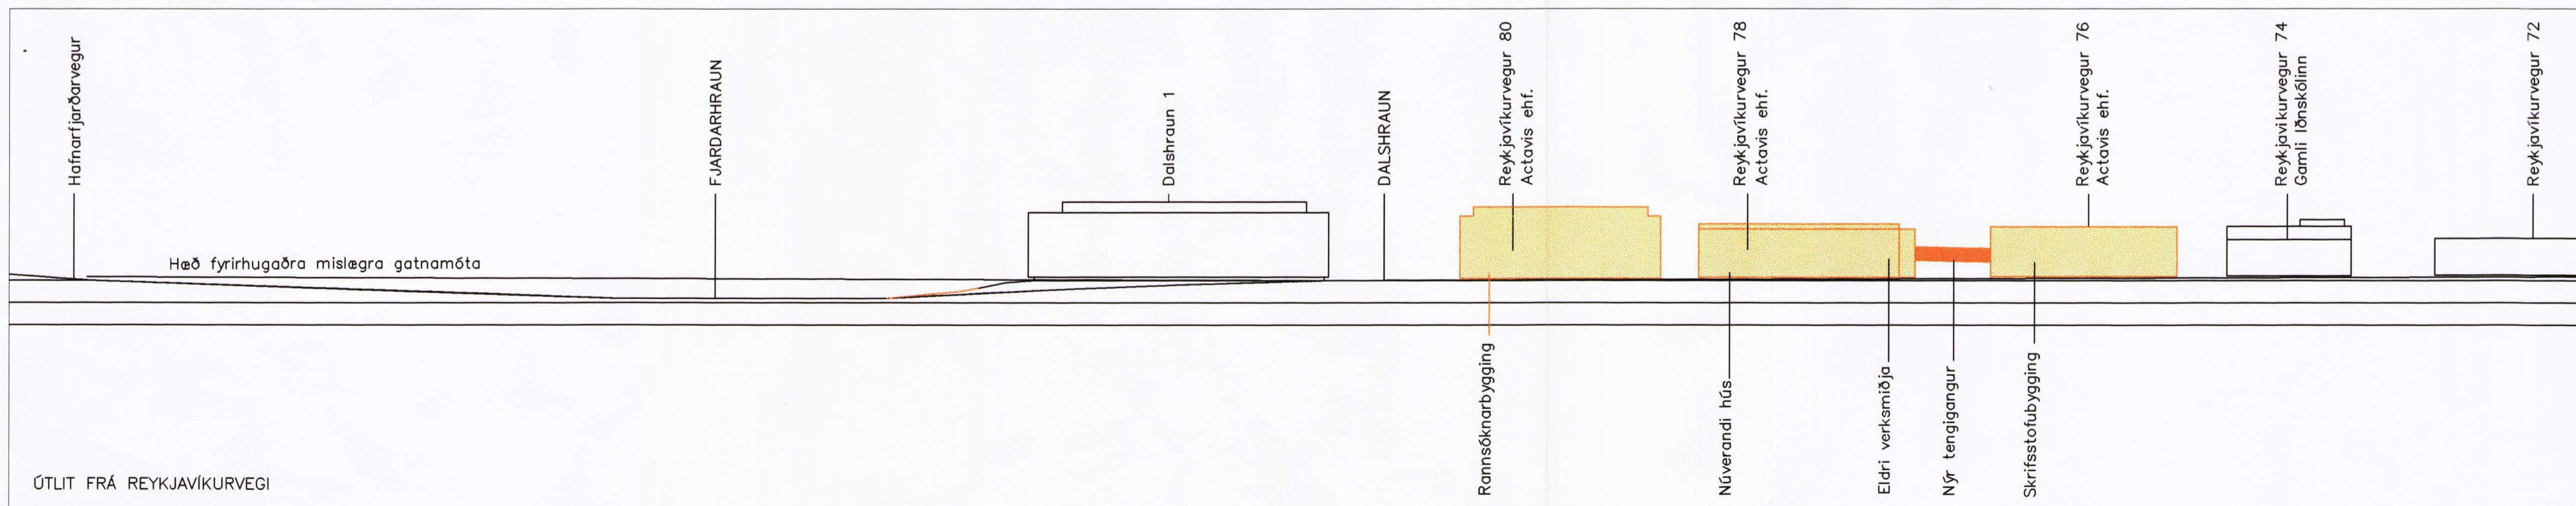 Hafnarfjarðarvegur
FJARDARHRAUN
Dalshraun 1
DALSHRAUN
Reykjavíkurvegur 80
Actavis ehf.
Reykjavíkurvegur 78
Actavis ehf.
Reykjavíkurvegur 76
Actavis ehf.
Reykjavikurvegur 74
Gamli Iðnskólinn
Reykjavíkurvegur 72
Hæð fyrirhugaðra mislægra gatnamóta
Rannsóknarbygging
Núverandi hús
Eldri verksmiðja
Nýr tengigangur
Skrifsstofubygging
ÚTLIT FRÁ REYKJAVÍKURVEGI